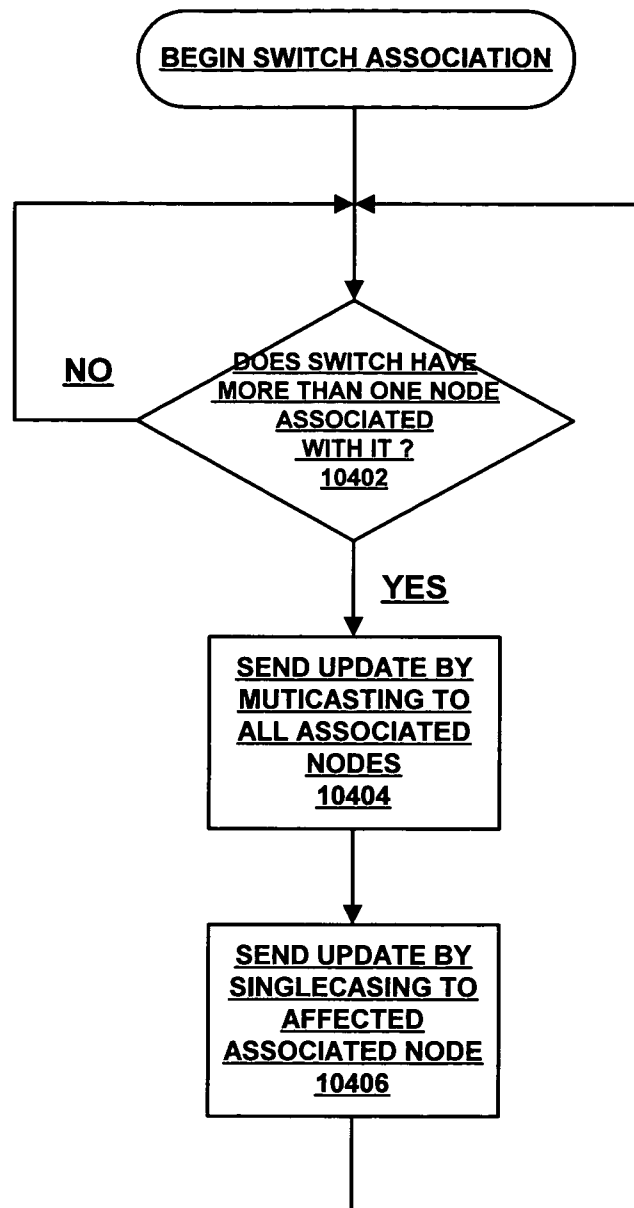 BEGIN SWITCH ASSOCIATION
DOES SWITCH HAVE
MORE THAN ONE NODE
ASSOCIATED
WITH IT ?
10402
NO
YES
SEND UPDATE BY
MUTICASTING TO
ALL ASSOCIATED
NODES
10404
SEND UPDATE BY
SINGLECASING TO
AFFECTED
ASSOCIATED NODE
10406